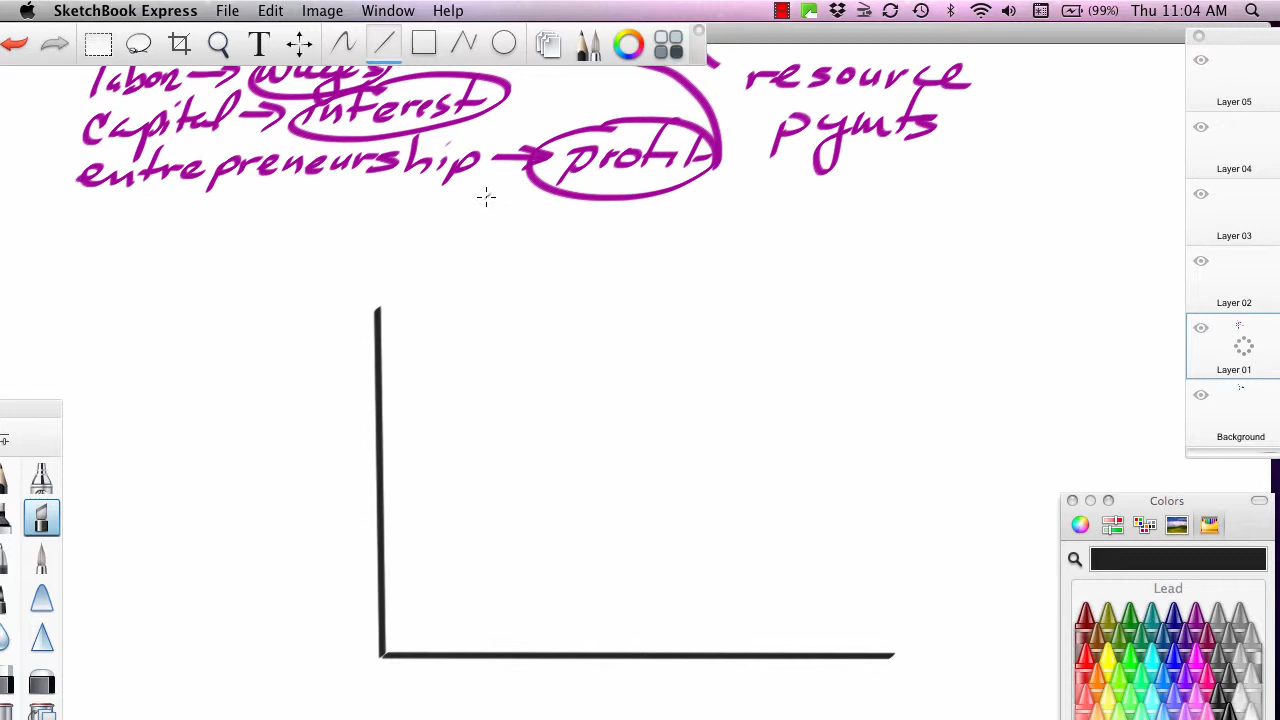 SketchBook Express File Edit Image Window Help (99%) Thu 11:04 AM
T
labor → wages
Capital → interest
entrepreneurship → profit
resource
pymts
Layer 05
Layer 04
Layer 03
Layer 02
Layer 01
Background
Colors
Lead